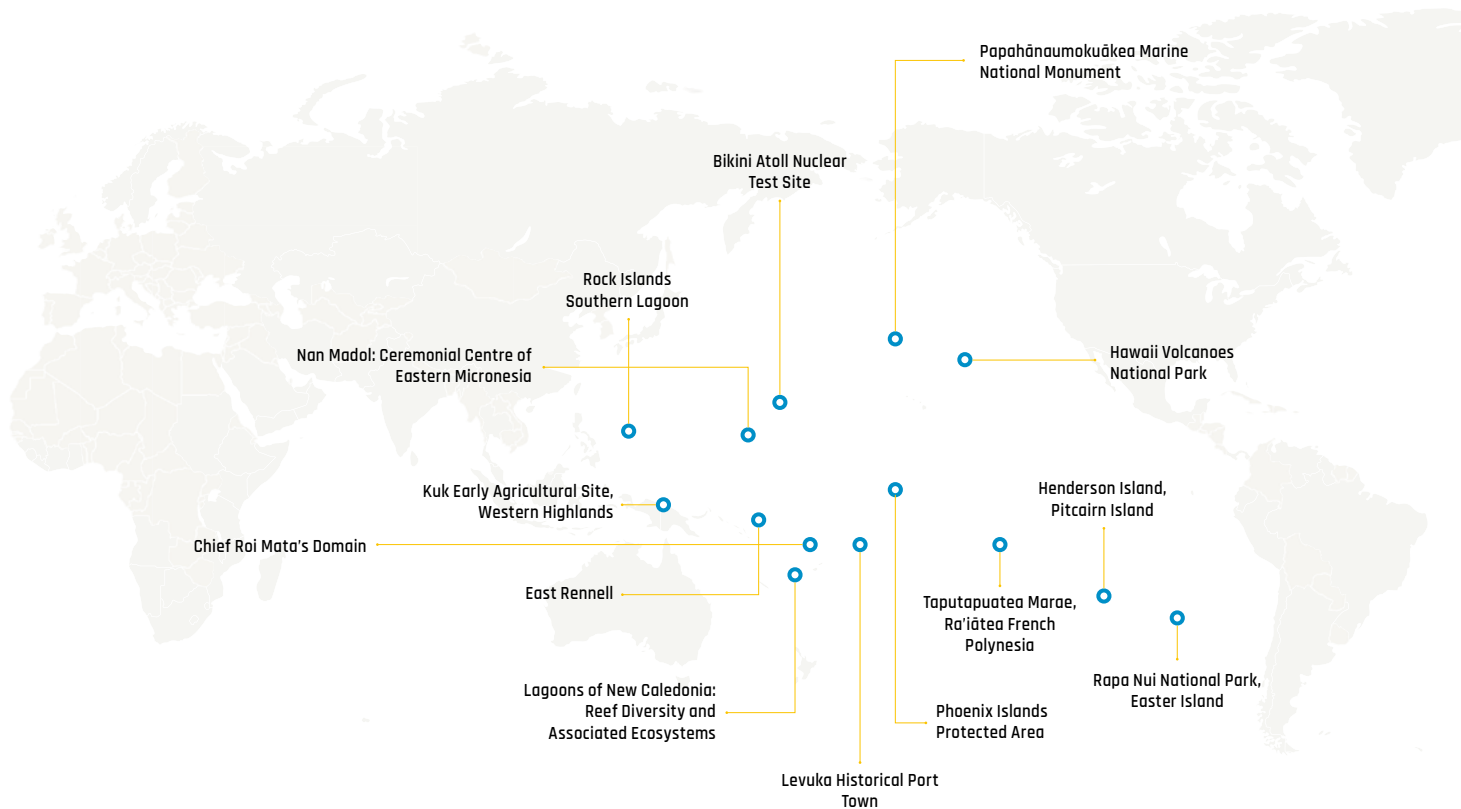 Papahānaumokuākea Marine
National Monument
Bikini Atoll Nuclear
Test Site
Rock Islands
Southern Lagoon
Nan Madol: Ceremonial Centre of
Eastern Micronesia
Hawaii Volcanoes
National Park
Kuk Early Agricultural Site,
Western Highlands
Henderson Island,
Pitcairn Island
Chief Roi Mata's Domain
East Rennell
Taputapuatea Marae,
Ra'iātea French
Polynesia
Rapa Nui National Park,
Easter Island
Lagoons of New Caledonia:
Reef Diversity and
Associated Ecosystems
Phoenix Islands
Protected Area
Levuka Historical Port
Town